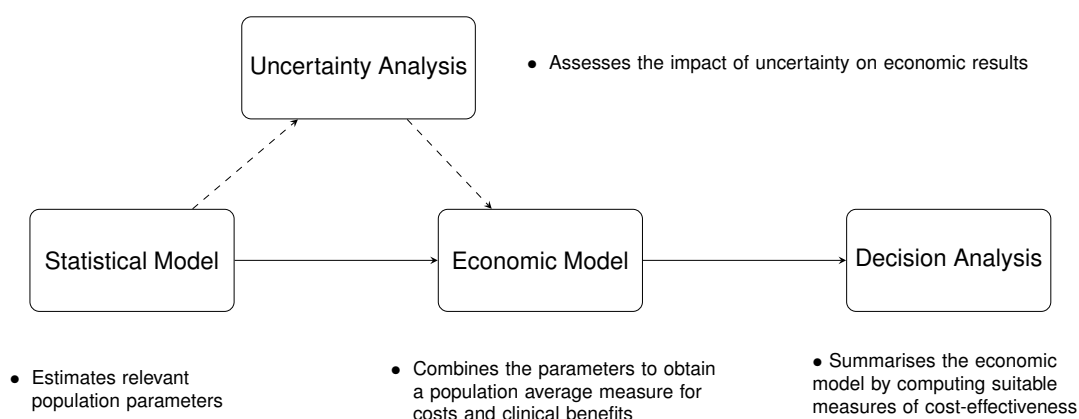 Uncertainty Analysis
• Assesses the impact of uncertainty on economic results
Statistical Model
Economic Model
Decision Analysis
• Estimates relevant
population parameters
• Combines the parameters to obtain
a population average measure for
costs and clinical benefits
• Summarises the economic
model by computing suitable
measures of cost-effectiveness